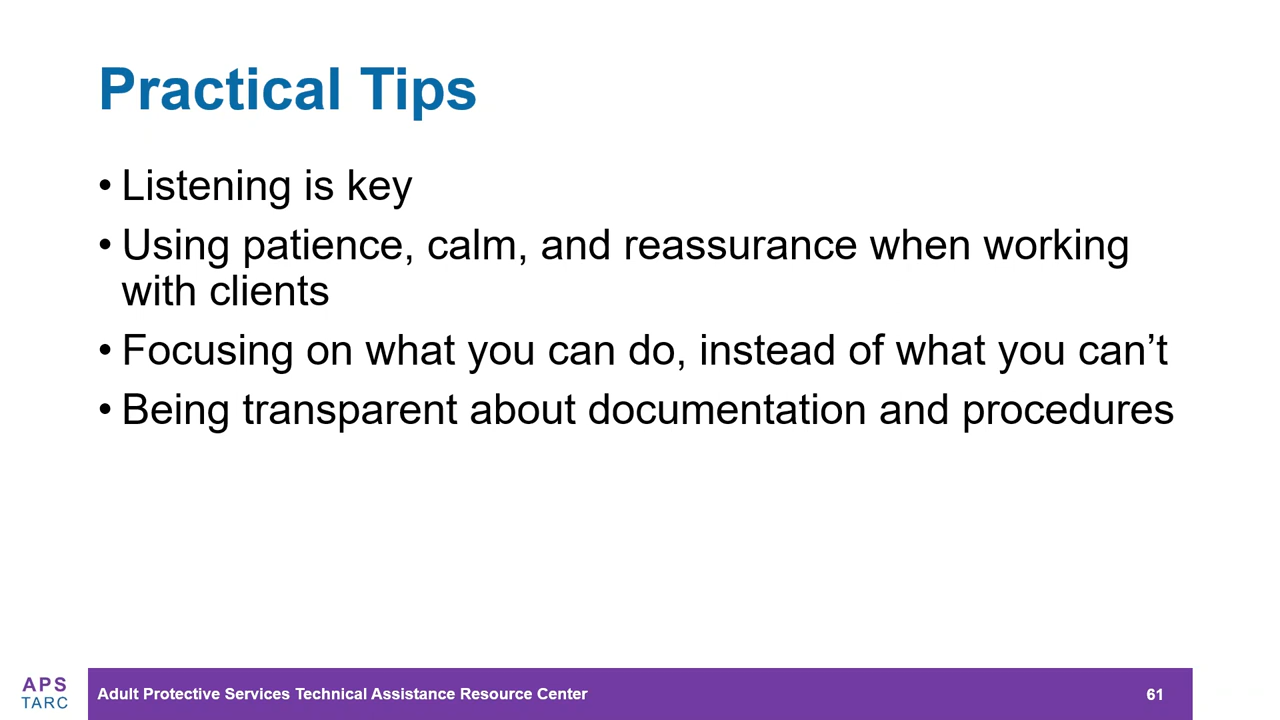 Practical Tips
• Listening is key
• Using patience, calm, and reassurance when working
with clients
• Focusing on what you can do, instead of what you can’t
• Being transparent about documentation and procedures
APS
TARC
Adult Protective Services Technical Assistance Resource Center
61